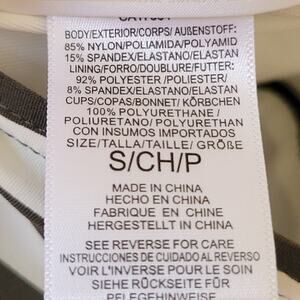 BODY/EXTERIOR/CORPS/ AUßENSTOFF:
85% NYLON/POLIAMIDA/POLYAMID
15% SPANDEX/ELASTANO/ELASTAN
LINING/FORRO/DOUBLURE/FUTTER:
92% POLYESTER/POLIESTER/
8% SPANDEX/ELASTANO/ELASTAN
CUPS/COPAS/BONNET/ KÖRBCHEN
100% POLYURETHANE /
POLIURETANO/ POLYURETHAN
CON INSUMOS IMPORTADOS
SIZE/TALLA/TAILLE/ GRÖßE
S/CH/P
MADE IN CHINA
HECHO EN CHINA
FABRIQUE EN CHINE
HERGESTELLT IN CHINA
SEE REVERSE FOR CARE
INSTRUCCIONES DE CUIDADO AL REVERSO
VOIR L'INVERSE POUR LE SOIN
SIEHE RÜCKSEITE FÜR
PFLEGEHINWEISE